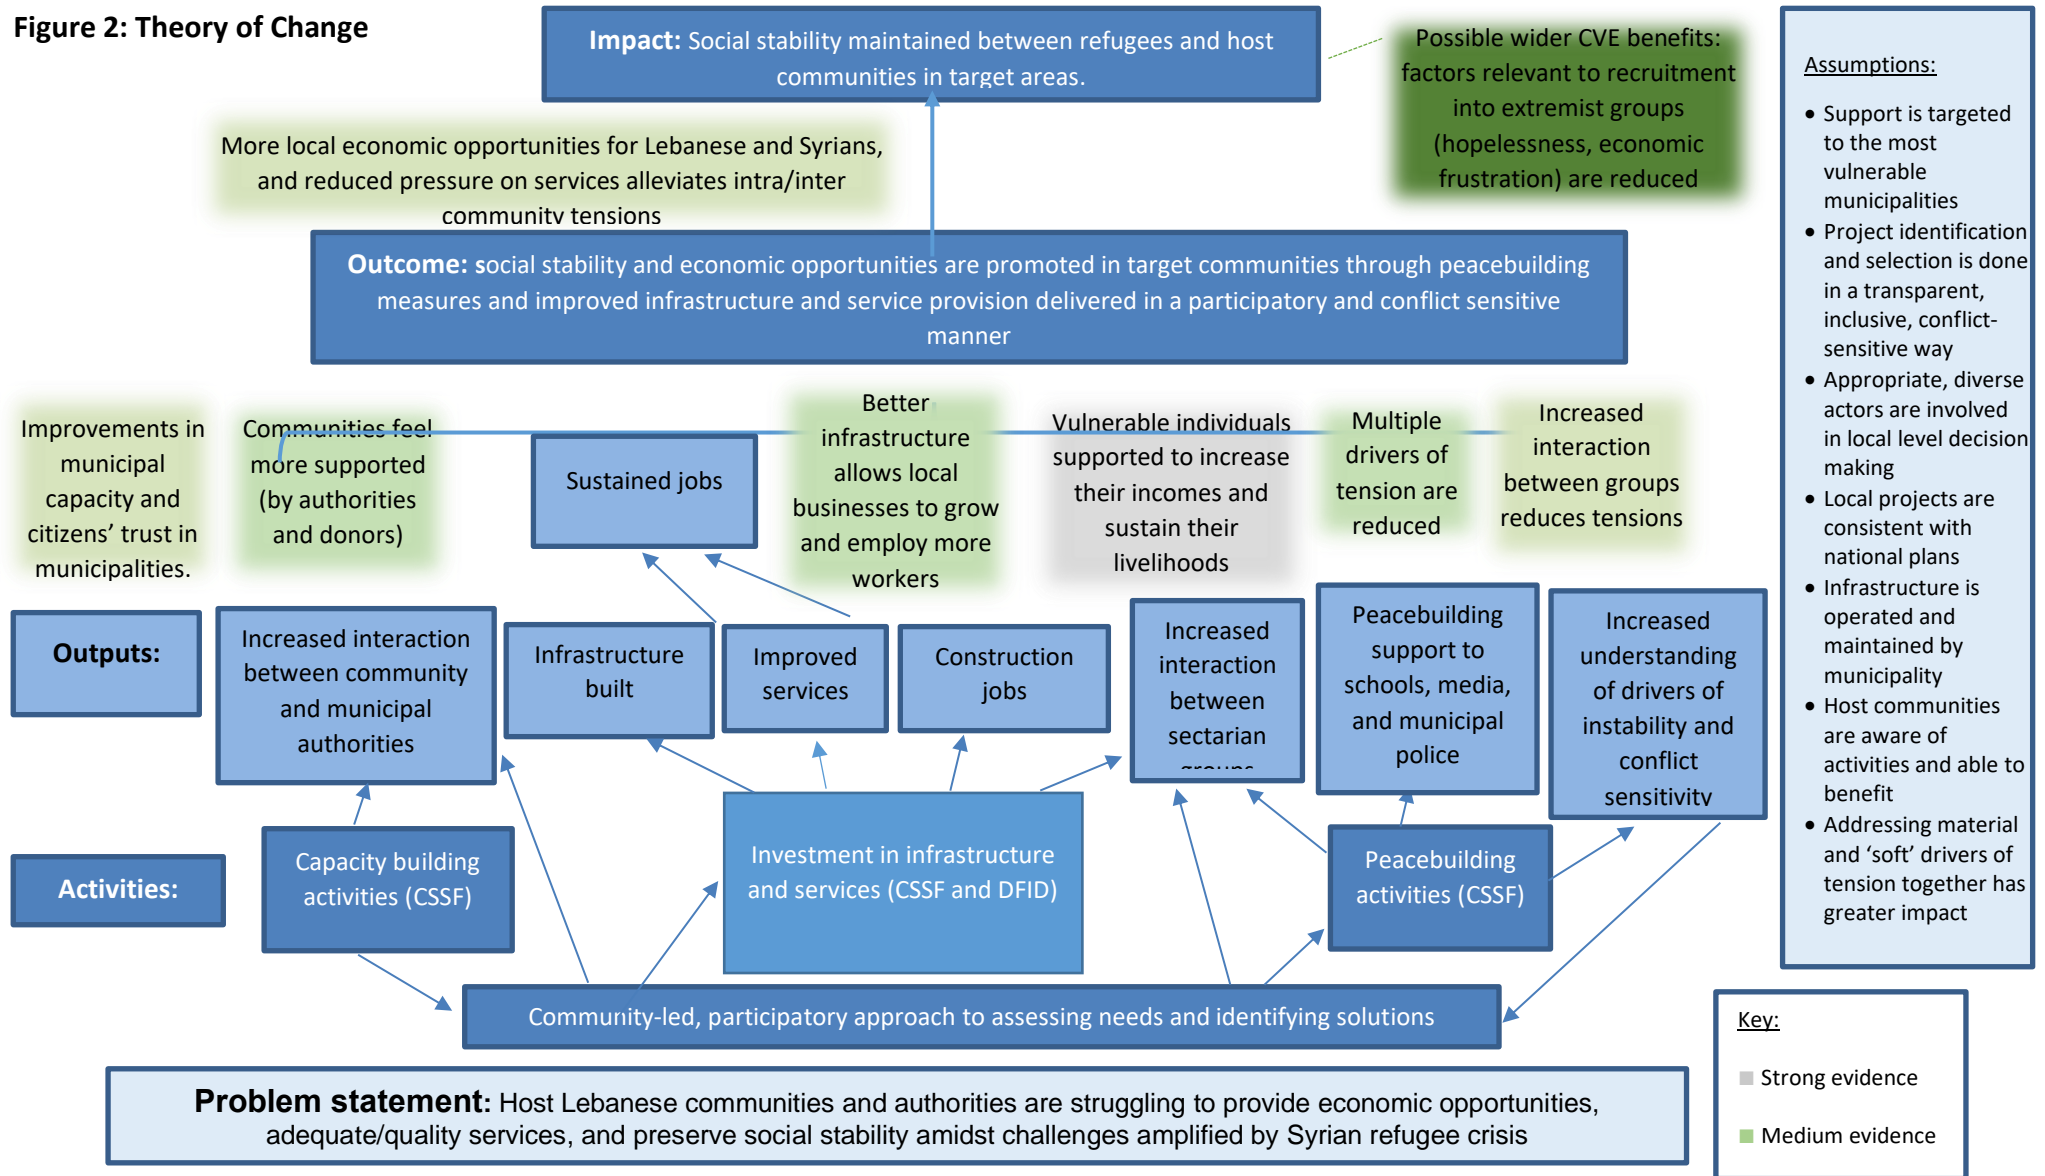 Figure 2: Theory of Change
Impact: Social stability maintained between refugees and host
communities in target areas.
Possible wider CVE benefits:
factors relevant to recruitment
into extremist groups
(hopelessness, economic
frustration) are reduced
More local economic opportunities for Lebanese and Syrians,
and reduced pressure on services alleviates intra/inter
community tensions
Outcome: social stability and economic opportunities are promoted in target communities through peacebuilding
measures and improved infrastructure and service provision delivered in a participatory and conflict sensitive
manner
Improvements in
municipal
capacity and
citizens’ trust in
municipalities.
Communities feel
more supported
(by authorities
and donors)
Sustained jobs
Better
infrastructure
allows local
businesses to grow
and employ more
workers
Vulnerable individuals
supported to increase
their incomes and
sustain their
livelihoods
Multiple
drivers of
tension are
reduced
Increased
interaction
between groups
reduces tensions
Outputs:
Increased interaction
between community
and municipal
authorities
Infrastructure
built
Improved
services
Construction
jobs
Increased
interaction
between
sectarian
groups
Peacebuilding
support to
schools, media,
and municipal
police
Increased
understanding
of drivers of
instability and
conflict
sensitivity
Activities:
Capacity building
activities (CSSF)
Investment in infrastructure
and services (CSSF and DFID)
Peacebuilding
activities (CSSF)
Community-led, participatory approach to assessing needs and identifying solutions
Problem statement: Host Lebanese communities and authorities are struggling to provide economic opportunities,
adequate/quality services, and preserve social stability amidst challenges amplified by Syrian refugee crisis
Assumptions:
• Support is targeted
to the most
vulnerable
municipalities
• Project identification
and selection is done
in a transparent,
inclusive, conflict-
sensitive way
• Appropriate, diverse
actors are involved
in local level decision
making
• Local projects are
consistent with
national plans
• Infrastructure is
operated and
maintained by
municipality
• Host communities
are aware of
activities and able to
benefit
• Addressing material
and ‘soft’ drivers of
tension together has
greater impact
Key:
Strong evidence
Medium evidence